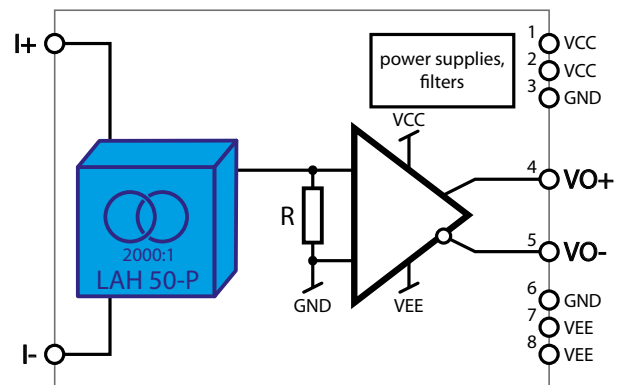 I+
1
VCC
2
VCC
3
GND
power supplies,
filters
VCC
4
VO+
R
2000:1
LAH 50-P
5
VO-
GND
VEE
6
GND
7
VEE
8
VEE
I-